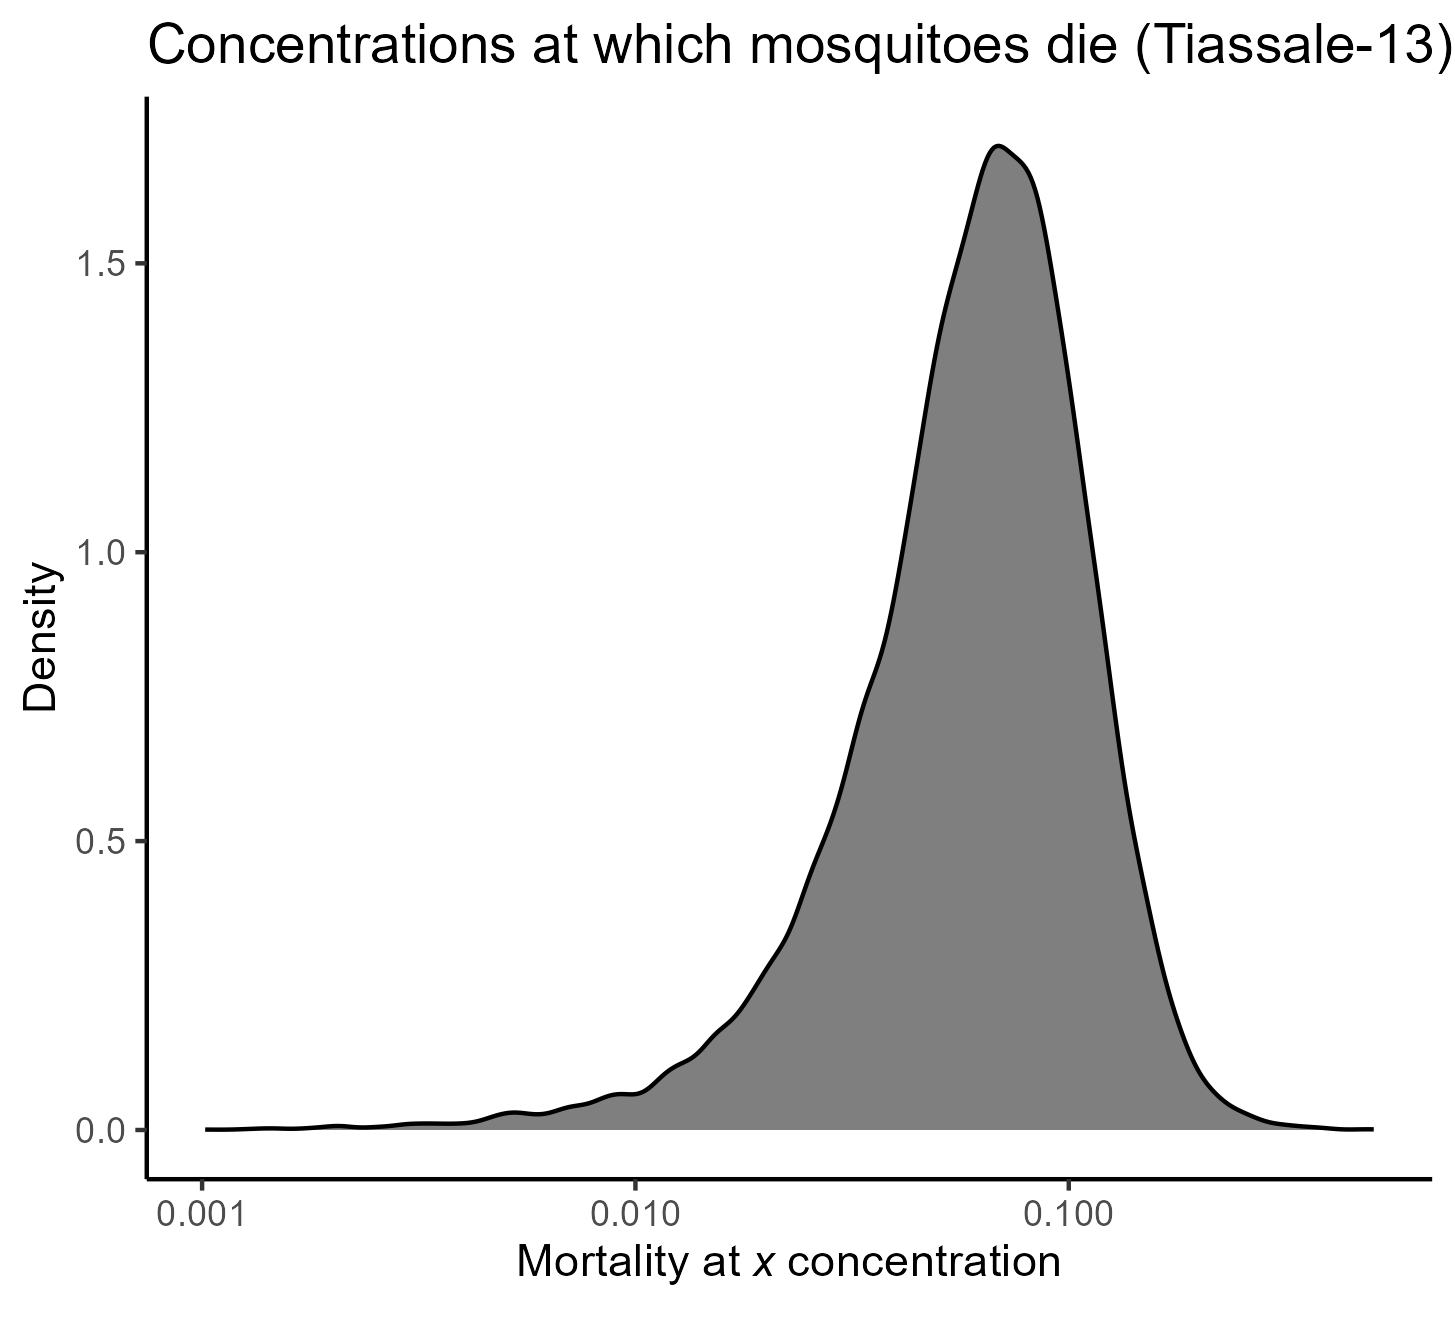 Concentrations at which mosquitoes die (Tiassale-13)
Density
1.5
1.0
0.5
0.0
0.001 0.010 0.100
Mortality at x concentration